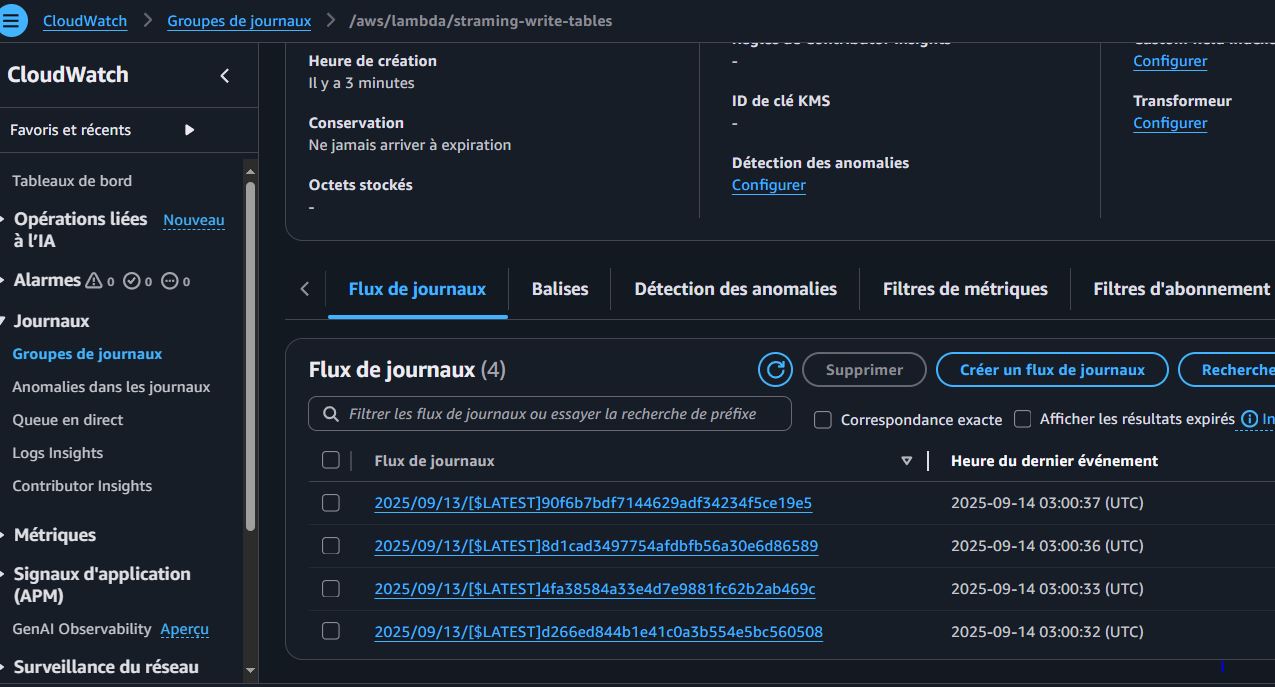 CloudWatch > Groupes de journaux > /aws/lambda/straming-write-tables
CloudWatch
Favoris et récents
Tableaux de bord
Opérations liées à l'IA Nouveau
Alarmes 0 0 0
Journaux
Groupes de journaux
Anomalies dans les journaux
Queue en direct
Logs Insights
Contributor Insights
Métriques
Signaux d'application (APM)
GenAI Observability Aperçu
Surveillance du réseau
Heure de création
Il y a 3 minutes
Conservation
Ne jamais arriver à expiration
Octets stockés
-
Règles de Contributor Insights
-
ID de clé KMS
-
Détection des anomalies
Configurer
Custom field
Configurer
Transformeur
Configurer
Flux de journaux Balises Détection des anomalies Filtres de métriques Filtres d'abonnement
Flux de journaux (4) Supprimer Créer un flux de journaux Recherche
Filtrer les flux de journaux ou essayer la recherche de préfixe Correspondance exacte Afficher les résultats expirés In
Flux de journaux Heure du dernier événement
2025/09/13/[$LATEST]90f6b7bdf7144629adf34234f5ce19e5 2025-09-14 03:00:37 (UTC)
2025/09/13/[$LATEST]8d1cad3497754afdbfb56a30e6d86589 2025-09-14 03:00:36 (UTC)
2025/09/13/[$LATEST]4fa38584a33e4d7e9881fc62b2ab469c 2025-09-14 03:00:33 (UTC)
2025/09/13/[$LATEST]d266ed844b1e41c0a3b554e5bc560508 2025-09-14 03:00:32 (UTC)